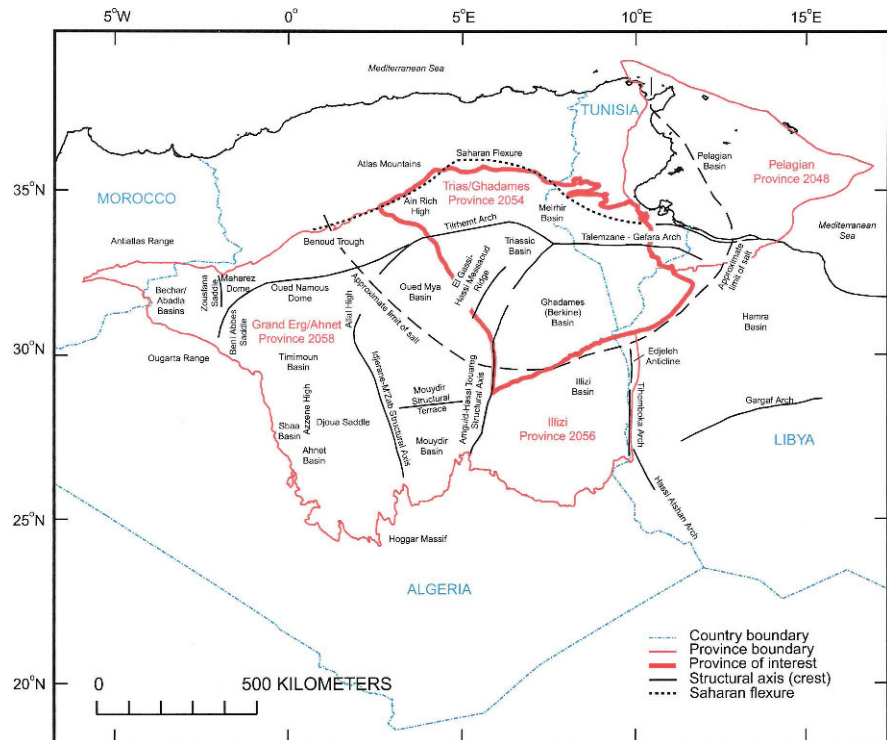 5°W
0°
5°E
10°E
15°E
Mediterranean Sea
TUNISIA
Saharan Flexure
Pelagian
Basin
Atlas Mountains
Pelagian
Province 2048
35°N
Trias/Ghadames
Province 2054
MOROCCO
Ain Rich
High
Melrhir
Basin
Mediterranean
Sea
Antiatlas Range
Benoud Trough
Tilrhemt Arch
Talemzane - Gefara Arch
Triassic
Basin
Approximate
limit of salt
Bechar/
Abadla
Basins
Zousfana
Saddle
Maharez
Dome
Oued Namous
Dome
Oued Mya
Basin
El Gassi-
Hassi Massaoud
Ridge
Approximate limit of salt
Allal High
Ghadames
(Berkine)
Basin
Hamra
Basin
Beni Abbes
Saddle
Grand Erg/Ahnet
Province 2058
30°N
Ougarta Range
Edjeleh
Anticline
Timimoun
Basin
Idjerane-M'Zab Structural Axis
Mouydir
Structural
Terrace
Amguid-Hassi Touareg
Structural Axis
Illizi
Basin
Tihomboka Arch
Gargaf Arch
Azzene High
Sbaa
Basin
Djoua Saddle
Illizi
Province 2056
LIBYA
Mouydir
Basin
Ahnet
Basin
Hassi Atshan Arch
25°N
Hoggar Massif
ALGERIA
Country boundary
Province boundary
Province of interest
Structural axis (crest)
Saharan flexure
20°N
0
500 KILOMETERS